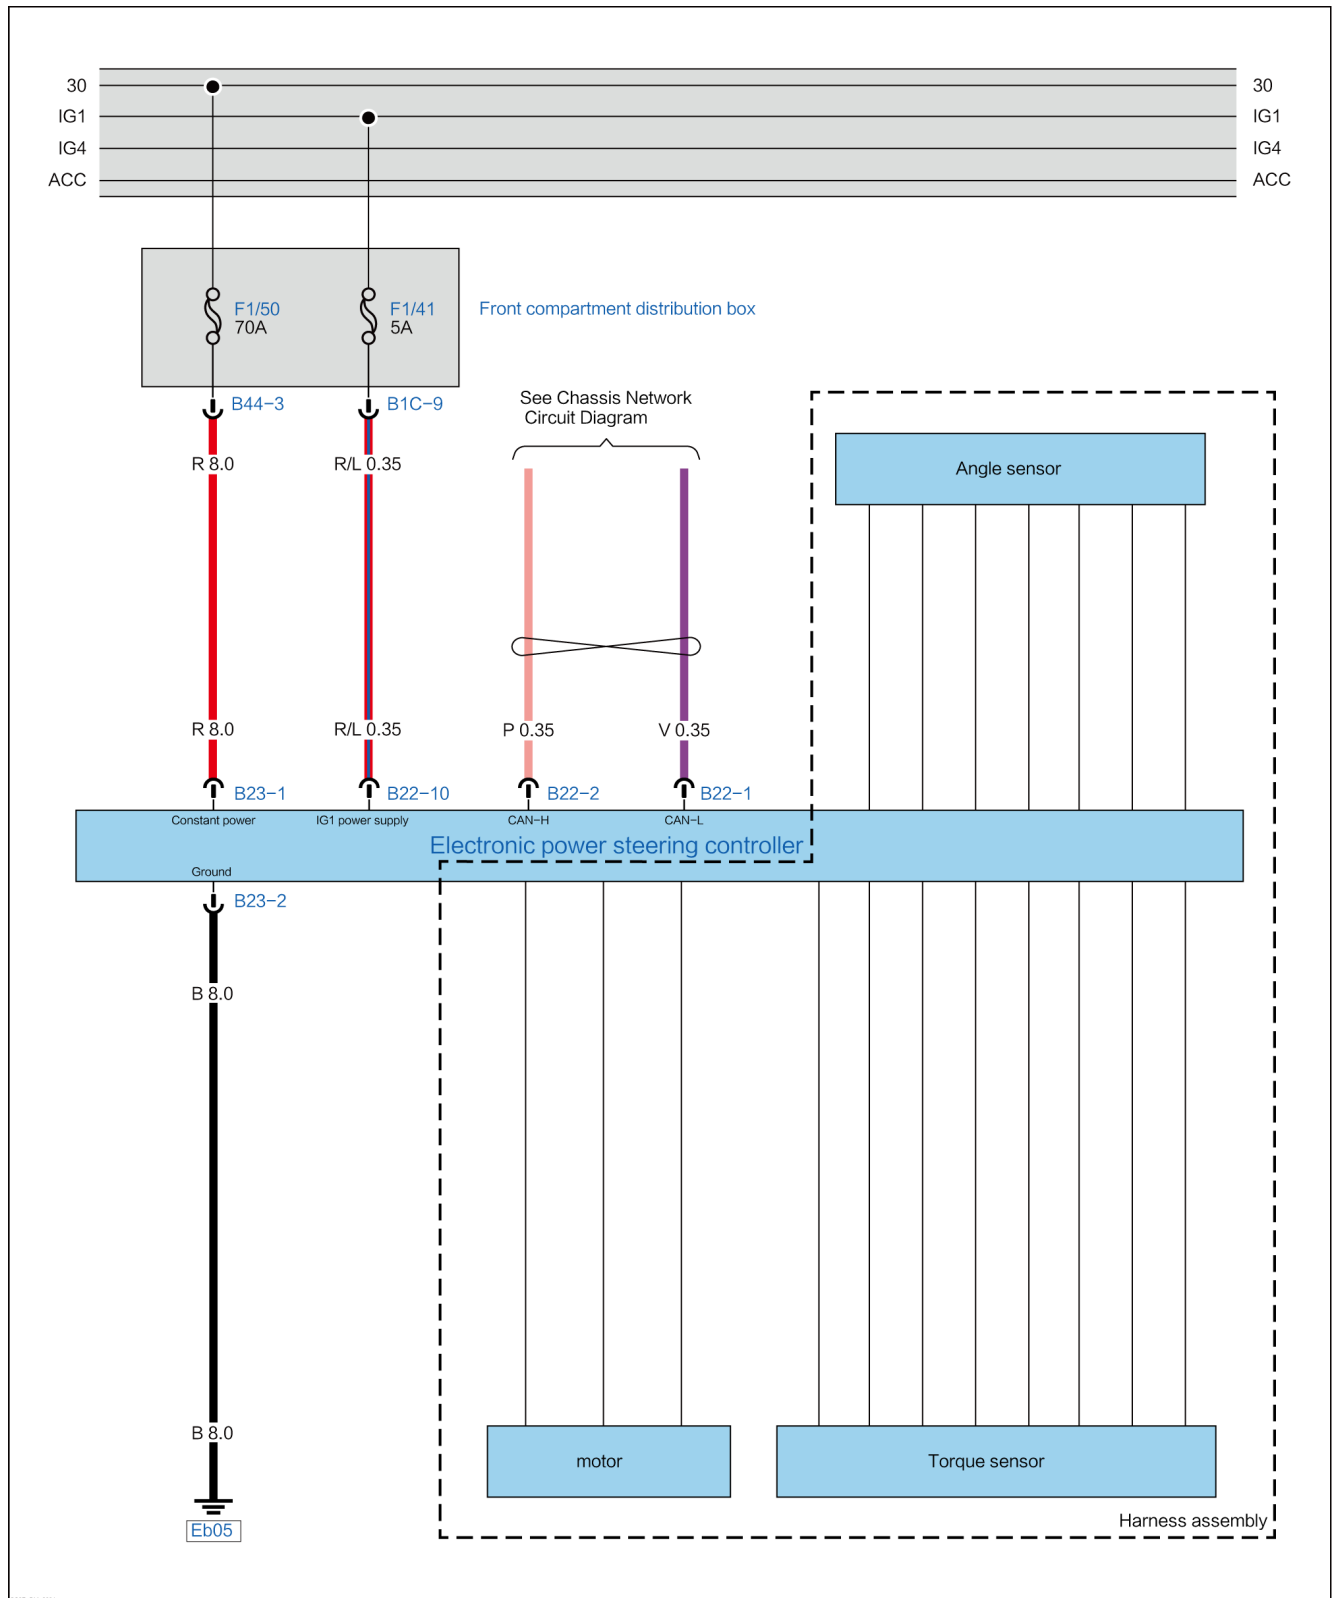 30 30
IG1 IG1
IG4 IG4
ACC ACC
F1/50 F1/41 Front compartment distribution box
70A 5A
See Chassis Network
Circuit Diagram
B44-3 B1C-9
R 8.0 R/L 0.35 Angle sensor
R 8.0 R/L 0.35 P 0.35 V 0.35
B23-1 B22-10 B22-2 B22-1
Constant power IG1 power supply CAN-H CAN-L
Electronic power steering controller
Ground
B23-2
B 8.0
B 8.0
motor Torque sensor
Harness assembly
Eb05